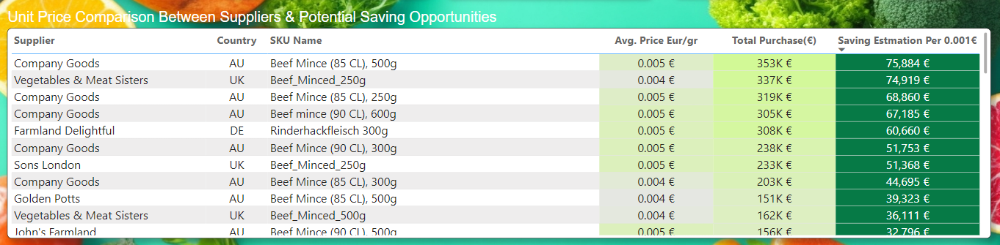 Unit Price Comparison Between Suppliers & Potential Saving Opportunities
Supplier Country SKU Name Avg. Price Eur/gr Total Purchase(€) Saving Estmation Per 0.001€
Company Goods AU Beef Mince (85 CL), 500g 0.005 € 353K € 75,884 €
Vegetables & Meat Sisters UK Beef_Minced_250g 0.004 € 337K € 74,919 €
Company Goods AU Beef Mince (85 CL), 250g 0.005 € 319K € 68,860 €
Company Goods AU Beef mince (90 CL), 600g 0.005 € 305K € 67,185 €
Farmland Delightful DE Rinderhackfleisch 300g 0.005 € 308K € 60,660 €
Company Goods AU Beef Mince (90 CL), 300g 0.005 € 238K € 51,753 €
Sons London UK Beef_Minced_250g 0.005 € 233K € 51,368 €
Company Goods AU Beef Mince (85 CL), 300g 0.004 € 203K € 44,695 €
Golden Potts AU Beef Mince (85 CL), 500g 0.004 € 151K € 39,323 €
Vegetables & Meat Sisters UK Beef_Minced_500g 0.004 € 162K € 36,111 €
John's Farmland AU Beef Mince (90 CL), 500g 0.005 € 156K € 32,796 €